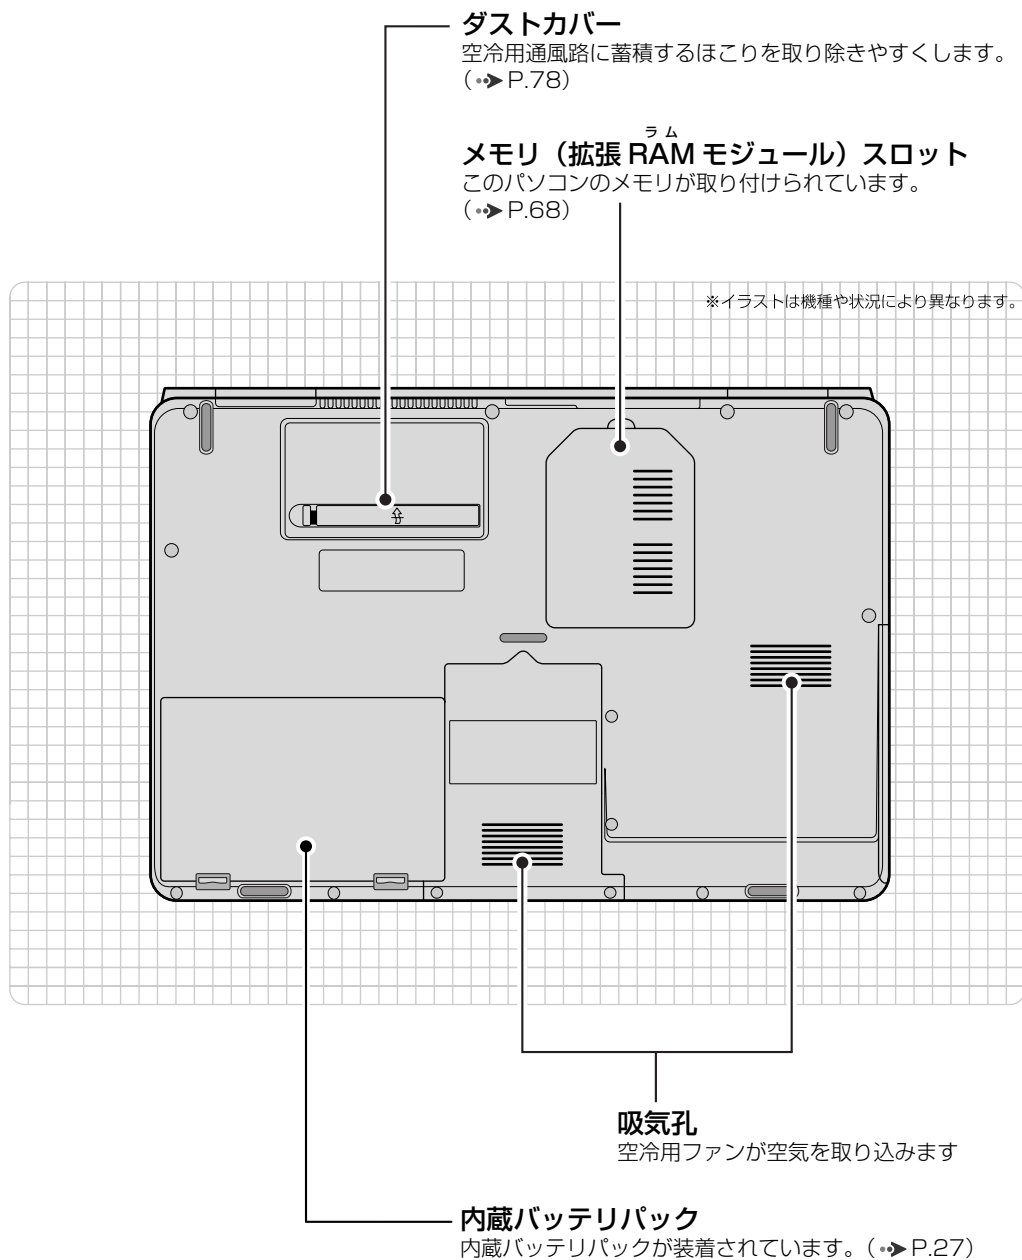 ダストカバー
空冷用通風路に蓄積するほこりを取り除きやすくします。
(P.78)
ラム
メモリ（拡張 RAM モジュール）スロット
このパソコンのメモリが取り付けられています。
(P.68)
※イラストは機種や状況により異なります。
吸気孔
空冷用ファンが空気を取り込みます
内蔵バッテリパック
内蔵バッテリパックが装着されています。(P.27)